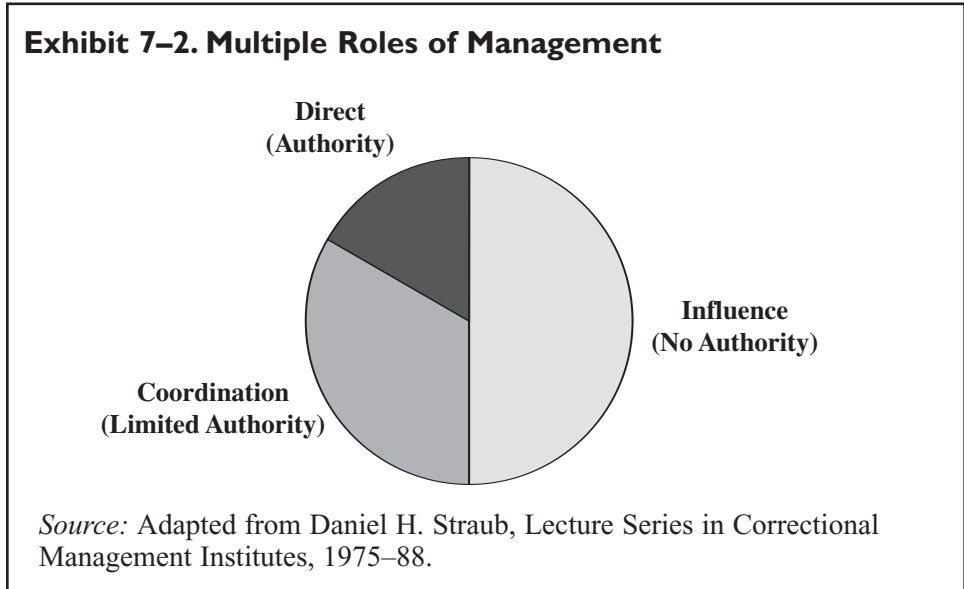 Exhibit 7–2. Multiple Roles of Management
Direct
(Authority)
Influence
(No Authority)
Coordination
(Limited Authority)
Source: Adapted from Daniel H. Straub, Lecture Series in Correctional
Management Institutes, 1975–88.